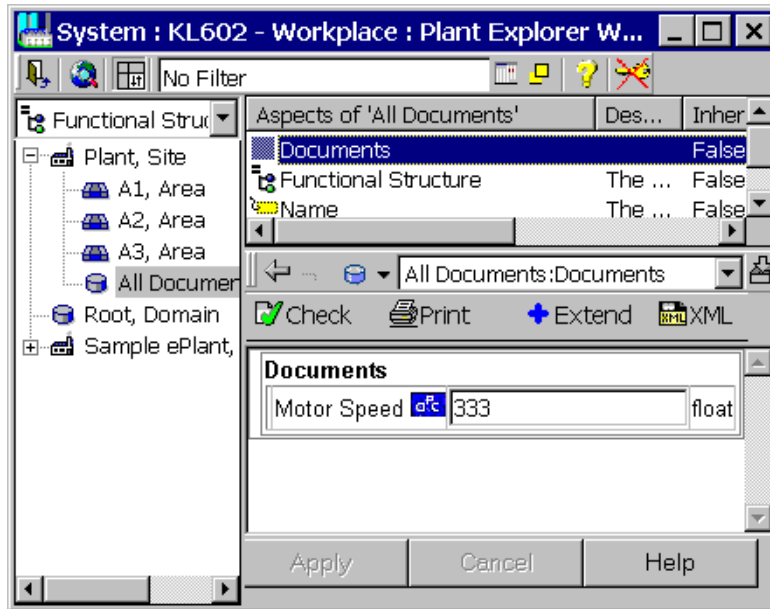 System : KL602 - Workplace : Plant Explorer W...
No Filter
Functional Struc
Plant, Site
A1, Area
A2, Area
A3, Area
All Documen
Root, Domain
Sample ePlant,
Aspects of 'All Documents' Des... Inher
Documents False
Functional Structure The ... False
Name The ... False
All Documents:Documents
Check Print Extend XML
Documents
Motor Speed 333 float
Apply Cancel Help